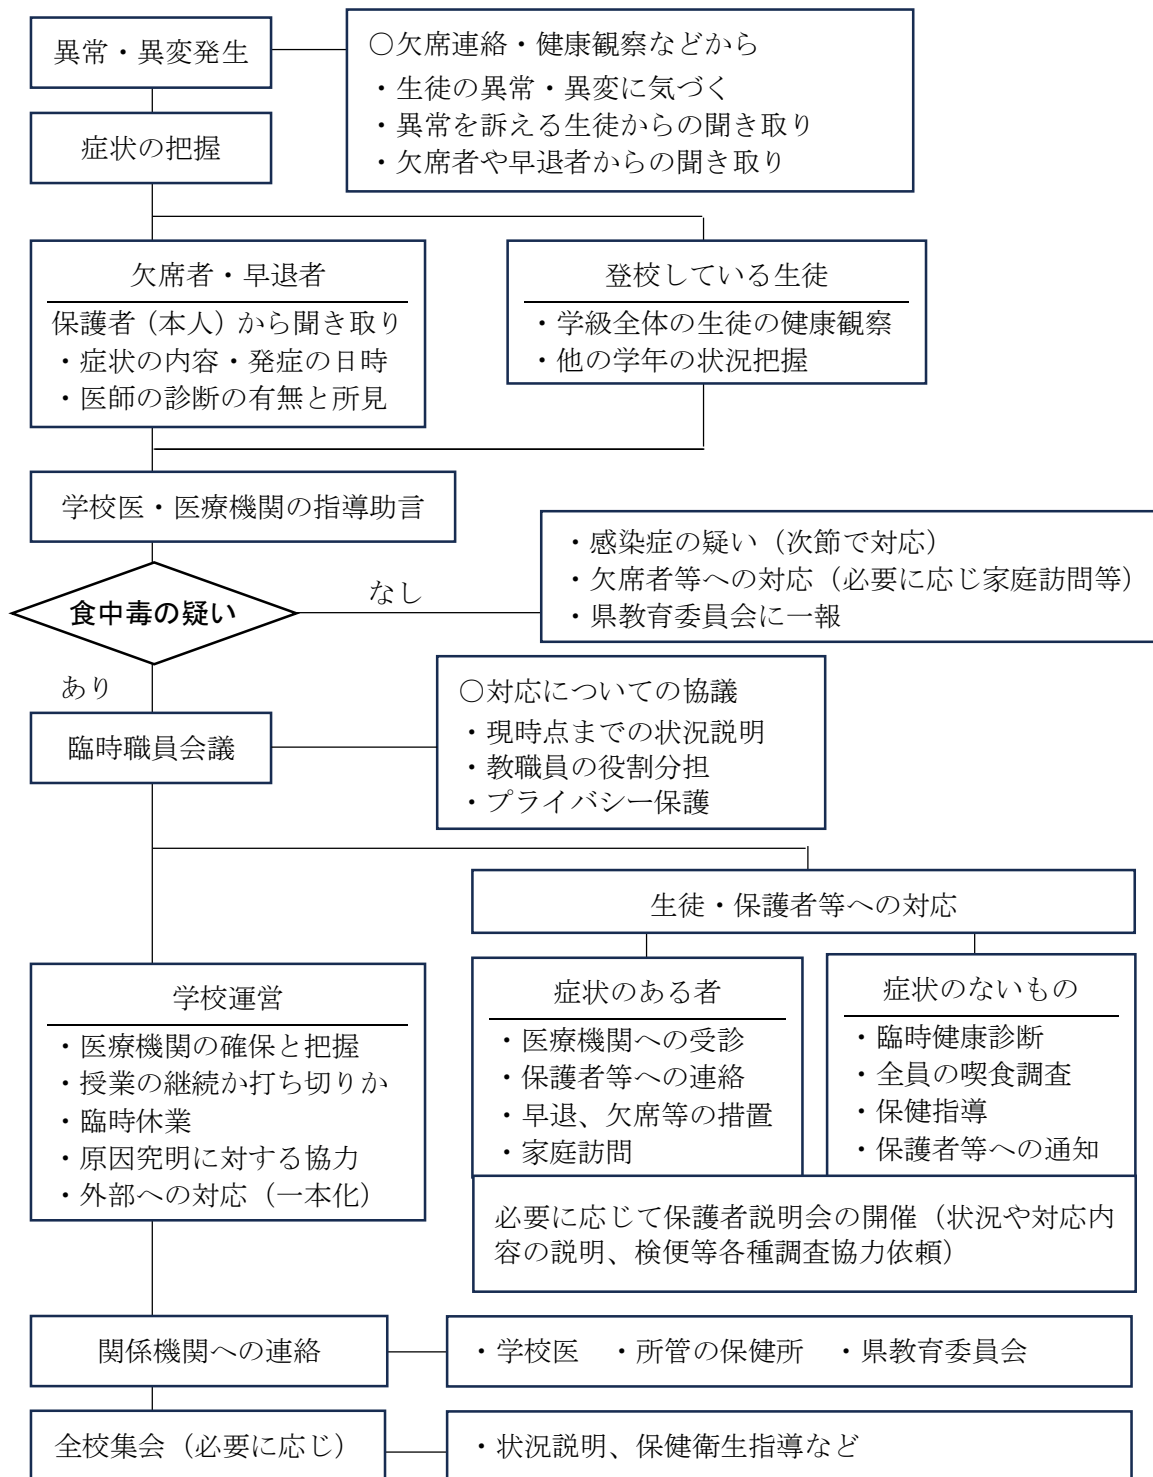 異常・異変発生
○欠席連絡・健康観察などから
・生徒の異常・異変に気づく
・異常を訴える生徒からの聞き取り
・欠席者や早退者からの聞き取り
症状の把握
欠席者・早退者
保護者（本人）から聞き取り
・症状の内容・発症の日時
・医師の診断の有無と所見
登校している生徒
・学級全体の生徒の健康観察
・他の学年の状況把握
学校医・医療機関の指導助言
食中毒の疑い
なし
・感染症の疑い（次節で対応）
・欠席者等への対応（必要に応じ家庭訪問等）
・県教育委員会に一報
あり
臨時職員会議
○対応についての協議
・現時点までの状況説明
・教職員の役割分担
・プライバシー保護
生徒・保護者等への対応
学校運営
・医療機関の確保と把握
・授業の継続か打ち切りか
・臨時休業
・原因究明に対する協力
・外部への対応（一本化）
症状のある者
・医療機関への受診
・保護者等への連絡
・早退、欠席等の措置
・家庭訪問
症状のないもの
・臨時健康診断
・全員の喫食調査
・保健指導
・保護者等への通知
必要に応じて保護者説明会の開催（状況や対応内
容の説明、検便等各種調査協力依頼）
関係機関への連絡
・学校医　・所管の保健所　・県教育委員会
全校集会（必要に応じ）
・状況説明、保健衛生指導など